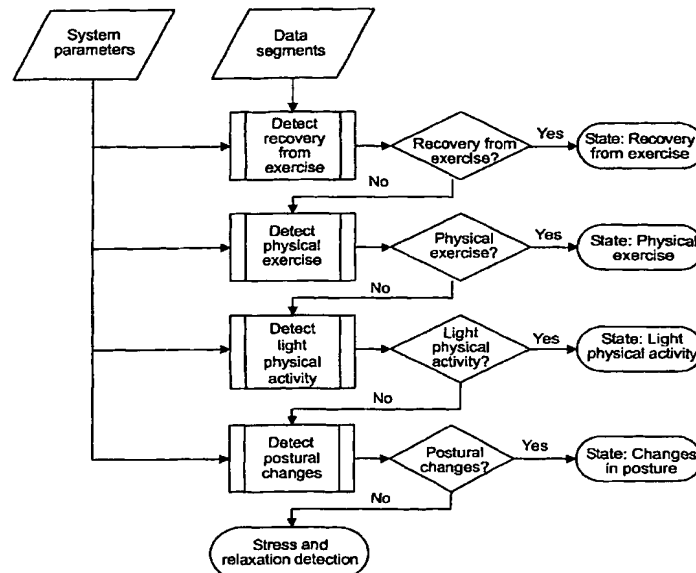 System
parameters
Data
segments
Detect
recovery
from
exercise
Recovery from
exercise?
Yes
State: Recovery
from exercise
No
Detect
physical
exercise
Physical
exercise?
Yes
State: Physical
exercise
No
Detect
light
physical
activity
Light
physical
activity?
Yes
State: Light
physical activity
No
Detect
postural
changes
Postural
changes?
Yes
State: Changes
in posture
No
Stress and
relaxation detection